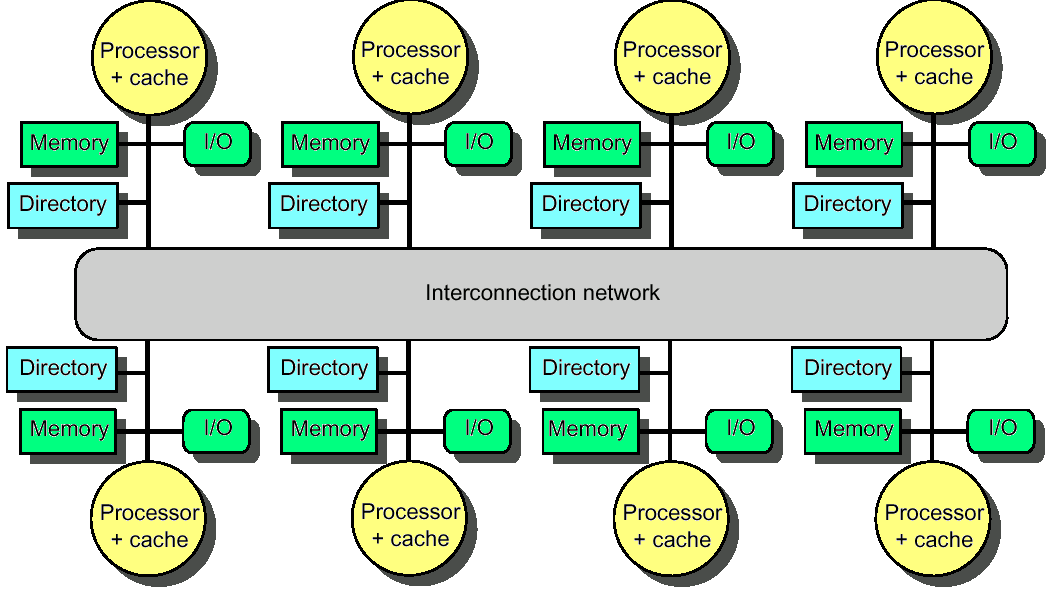 Processor
+ cache
Processor
+ cache
Processor
+ cache
Processor
+ cache
Memory
I/O
Memory
I/O
Memory
I/O
Memory
I/O
Directory
Directory
Directory
Directory
Interconnection network
Directory
Directory
Directory
Directory
Memory
I/O
Memory
I/O
Memory
I/O
Memory
I/O
Processor
+ cache
Processor
+ cache
Processor
+ cache
Processor
+ cache